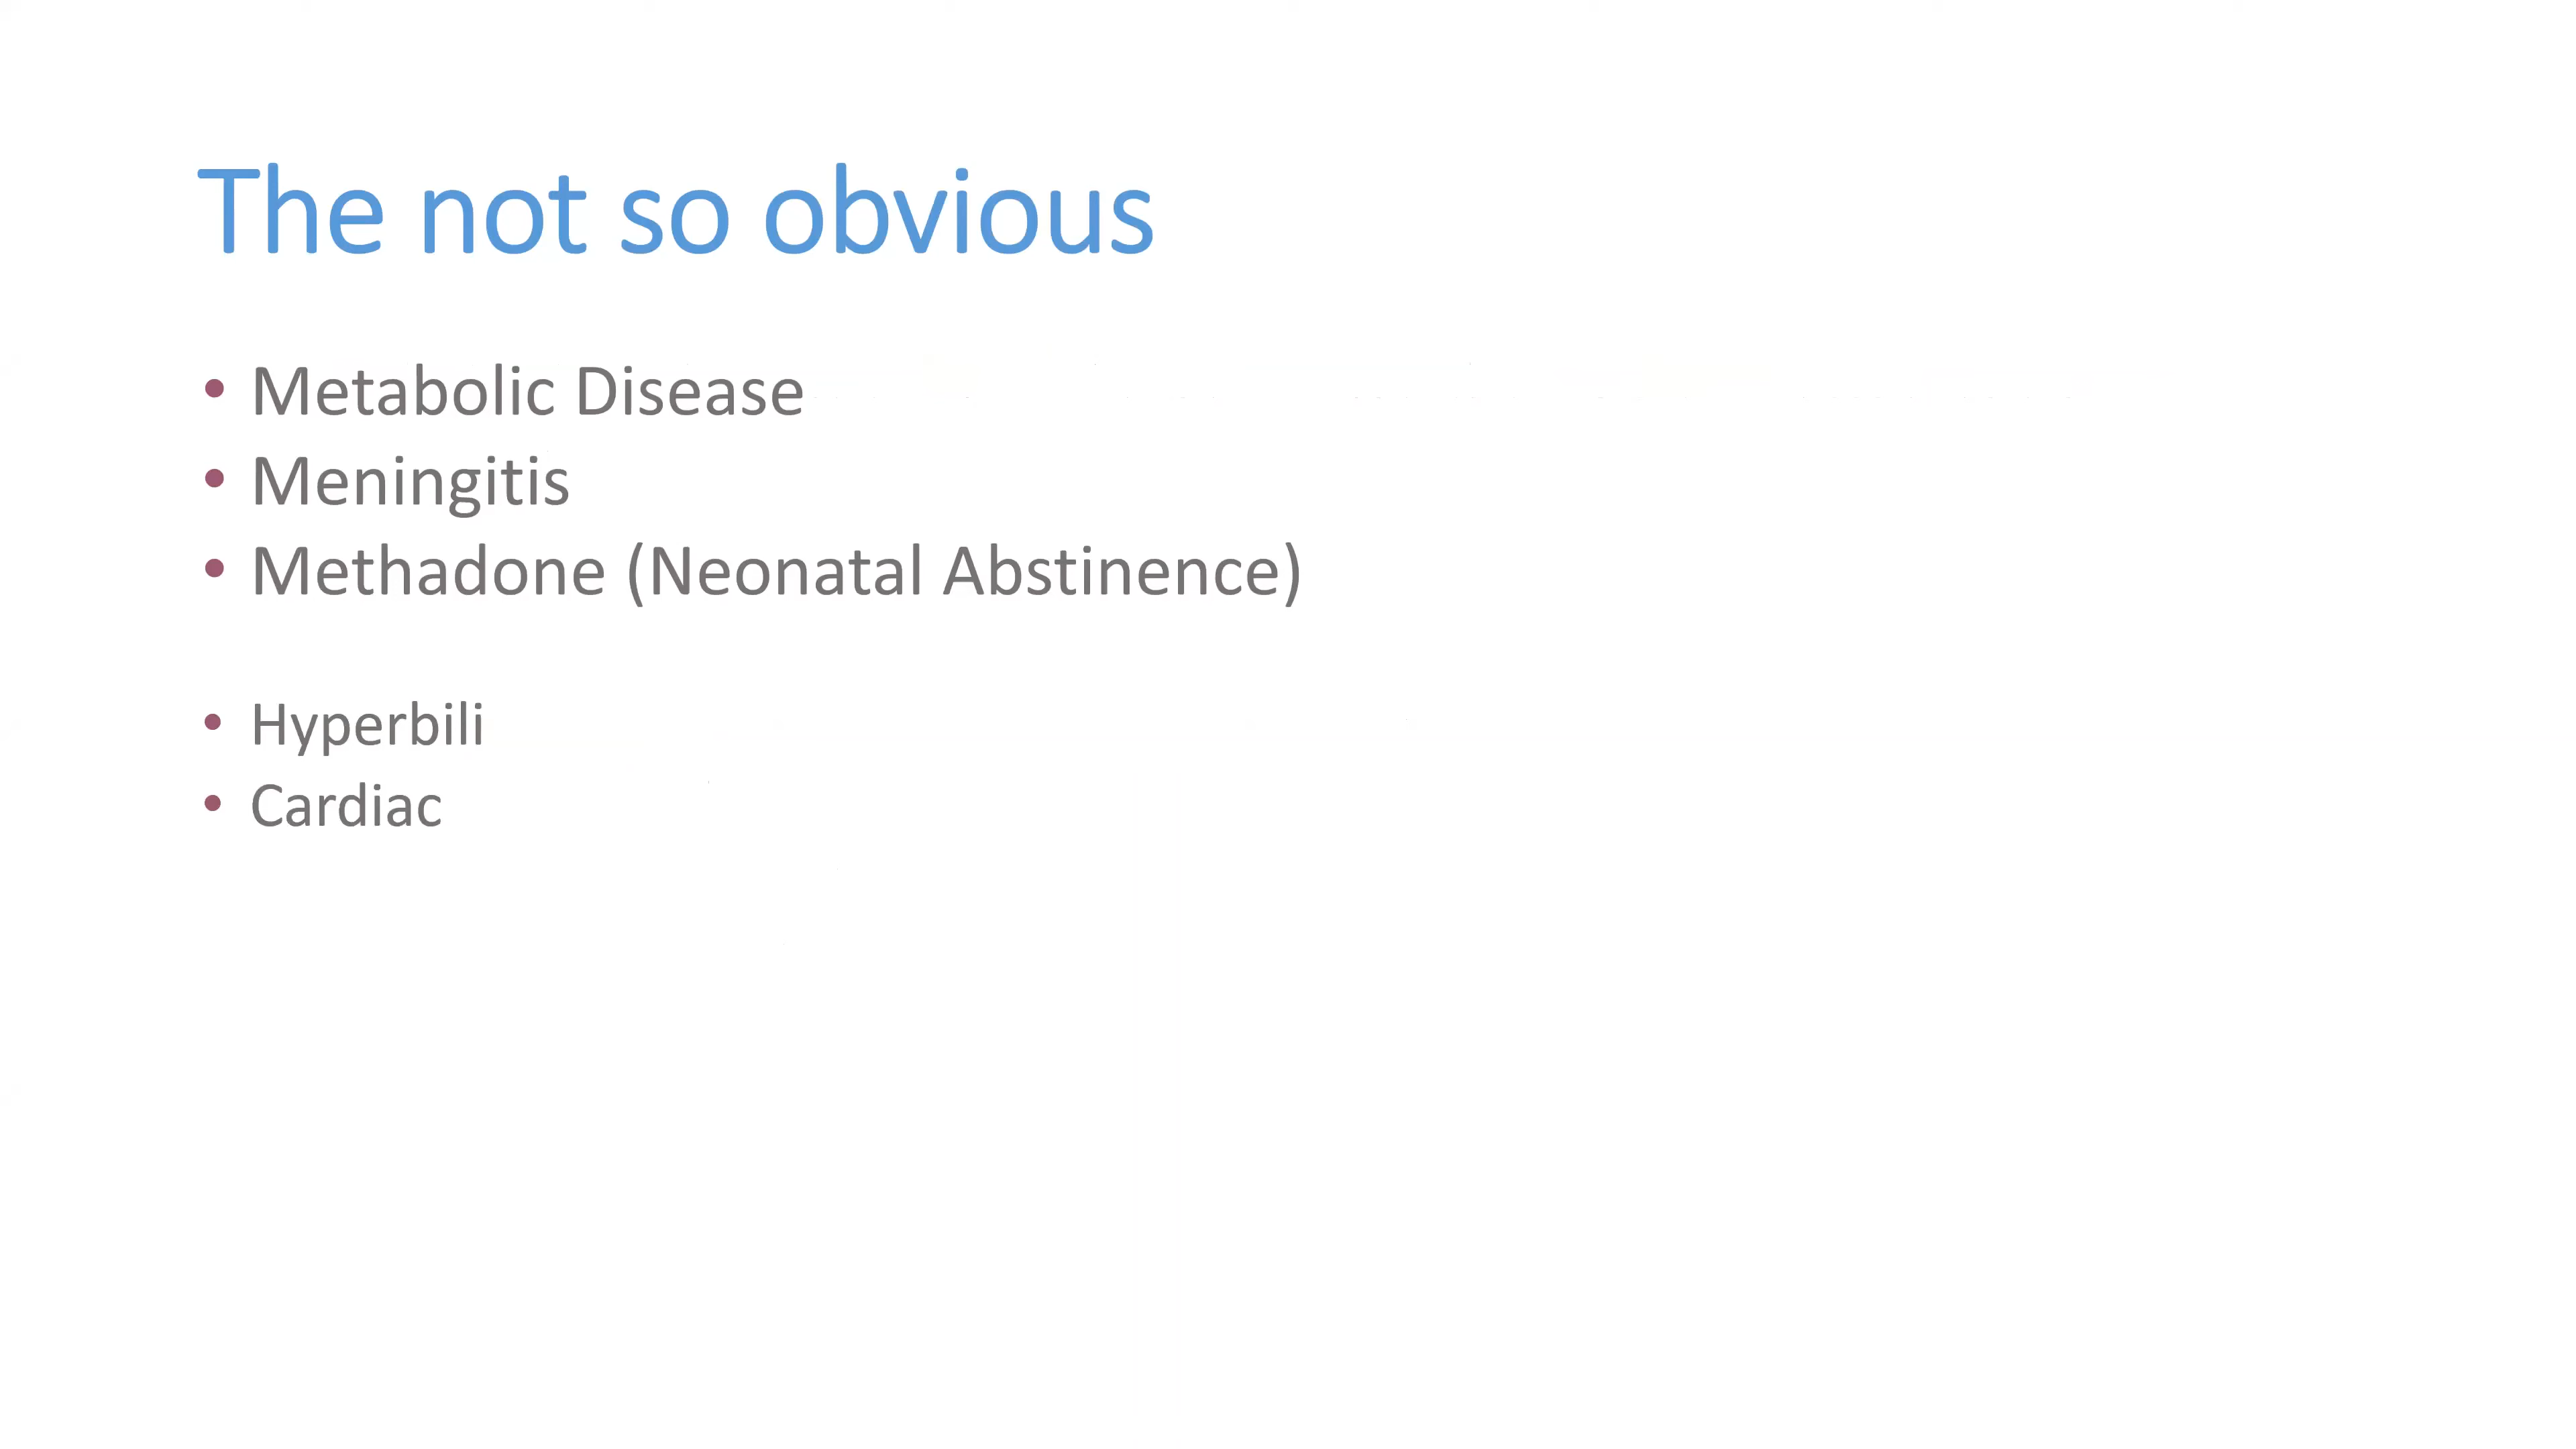 The not so obvious
• Metabolic Disease
• Meningitis
• Methadone (Neonatal Abstinence)
• Hyperbili
• Cardiac